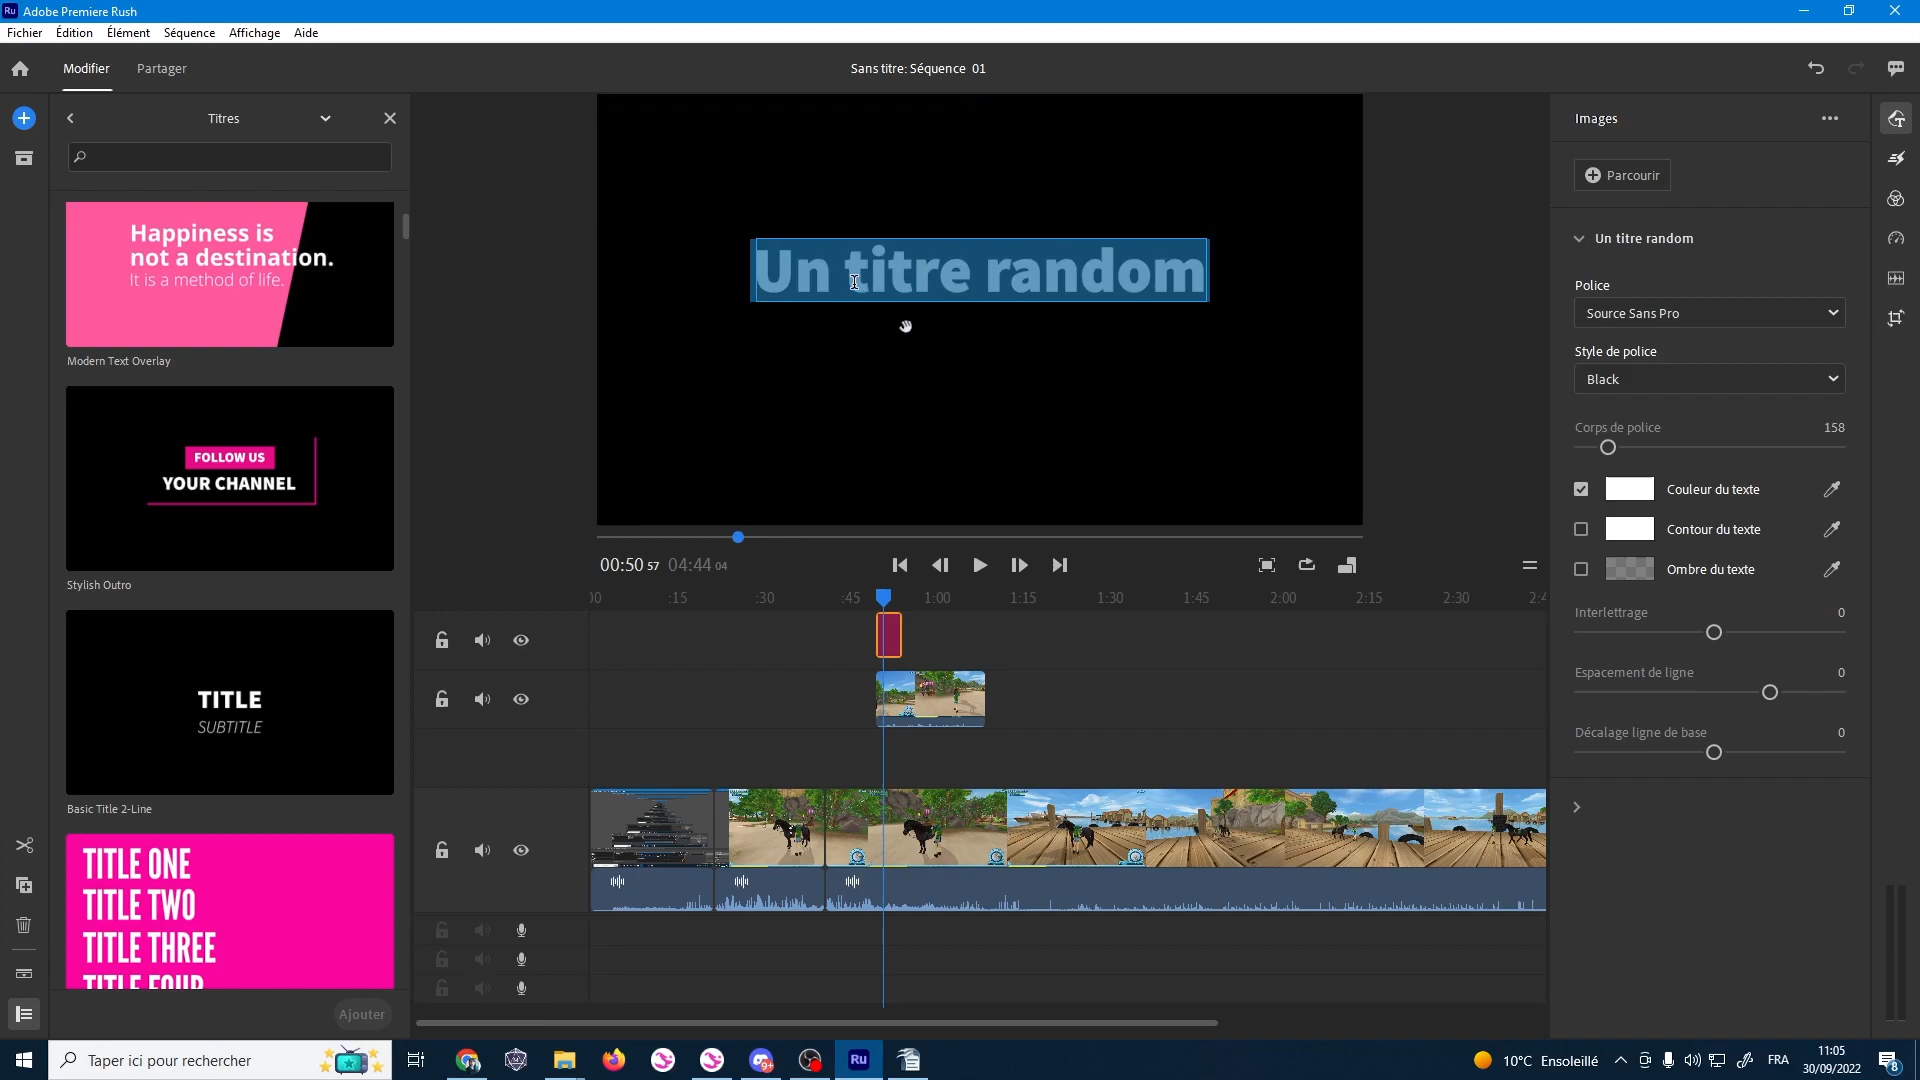 Ru Adobe Premiere Rush
Fichier Édition Élément Séquence Affichage Aide
Modifier Partager
Sans titre: Séquence 01
Titres
Happiness is
not a destination.
It is a method of life.
Modern Text Overlay
FOLLOW US
YOUR CHANNEL
Stylish Outro
TITLE
SUBTITLE
Basic Title 2-Line
TITLE ONE
TITLE TWO
TITLE THREE
TITLE FOUR
Ajouter
Un titre random
00:50 57 04:44 04
:15 :30 :45 1:00 1:15 1:30 1:45 2:00 2:15 2:30
Images
Parcourir
Un titre random
Police
Source Sans Pro
Style de police
Black
Corps de police 158
Couleur du texte
Contour du texte
Ombre du texte
Interlettrage 0
Espacement de ligne 0
Décalage ligne de base 0
Taper ici pour rechercher
9+
Ru
10°C Ensoleillé
FRA
11:05
30/09/2022
8